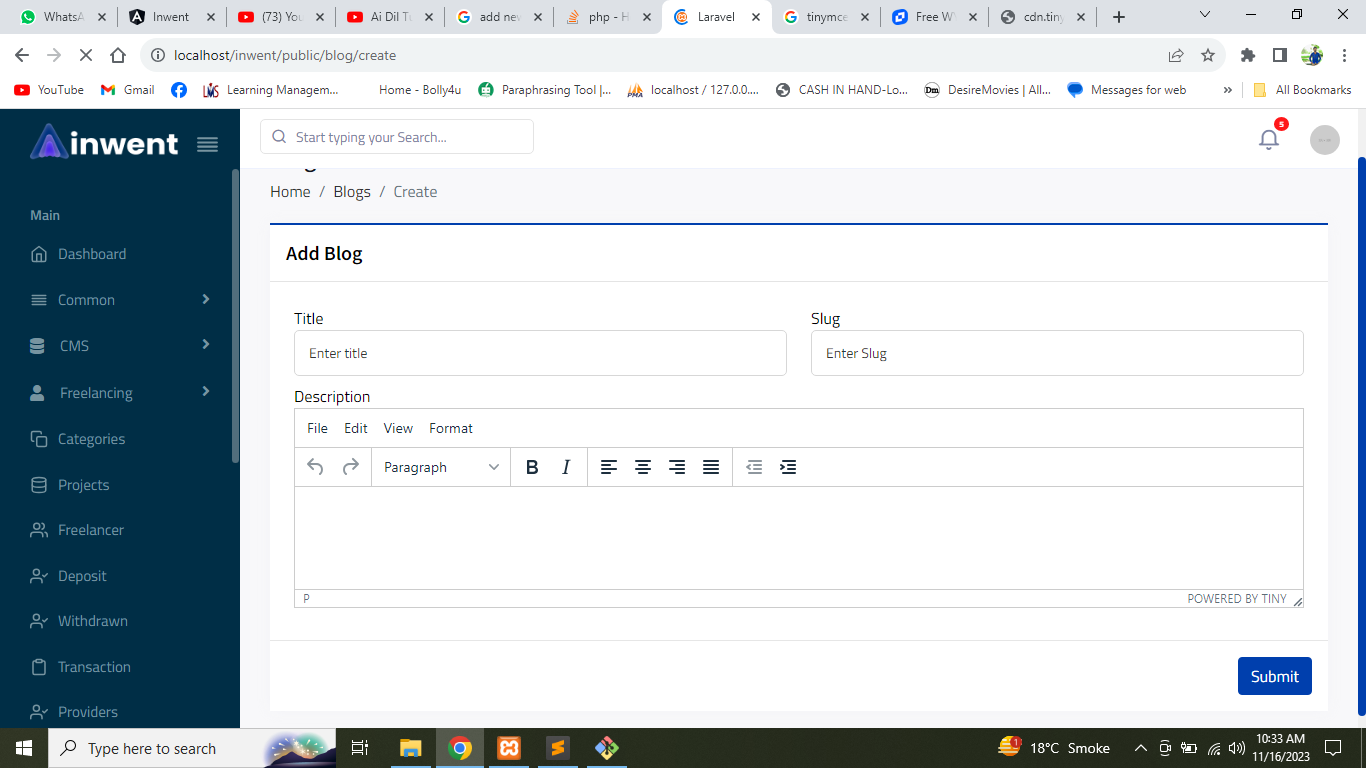 WhatsA
Inwent
(73) You
Ai Dil T
add new
php - H
Laravel
tinymce
Free W
cdn.tiny
localhost/inwent/public/blog/create
YouTube
Gmail
Learning Managem...
Home - Bolly4u
Paraphrasing Tool |...
localhost / 127.0.0....
CASH IN HAND-Lo...
Dm
DesireMovies | All...
Messages for web
»
All Bookmarks
inwent
Start typing your Search...
5
Home / Blogs / Create
Main
Dashboard
Common
CMS
Freelancing
Categories
Projects
Freelancer
Deposit
Withdrawn
Transaction
Providers
Add Blog
Title
Slug
Enter title
Enter Slug
Description
File Edit View Format
Paragraph
B I
P
POWERED BY TINY
Submit
Type here to search
1
18°C Smoke
10:33 AM
11/16/2023